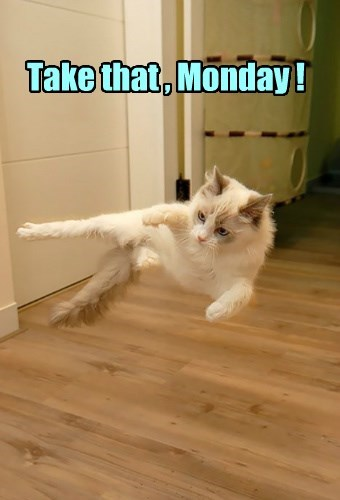 Take that , Monday !